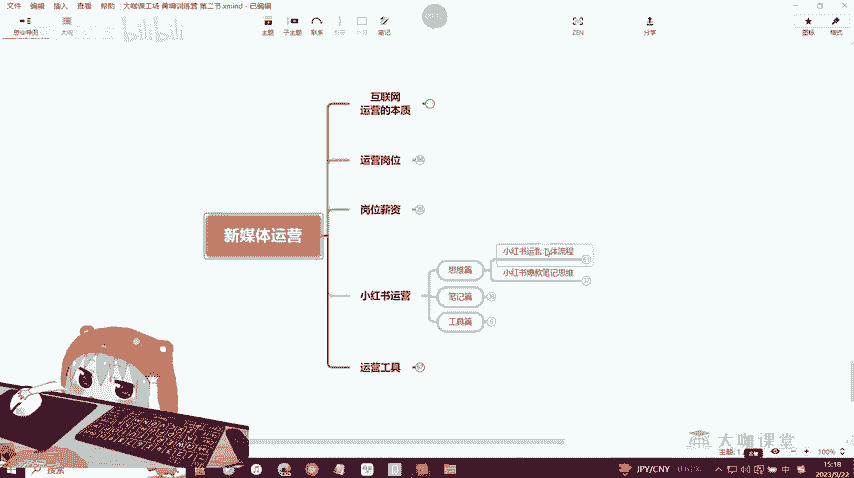 文件 编辑 插入 查看 帮助 大咖课工场 黄埔训练营 第二节.xmind - 已编辑
思维导图 大纲
主题 子主题 联系 笔记
ZEN
分享
图标 格式
bilibili
互联网
运营的本质
运营岗位
岗位薪资
新媒体运营
小红书运营
思维篇
小红书运营
体流程
小红书爆款笔记思维
笔记篇
工具篇
运营工具
大咖课堂
主题: 1
100%
搜索
JPY/CNY
中
15:18
2023/9/22